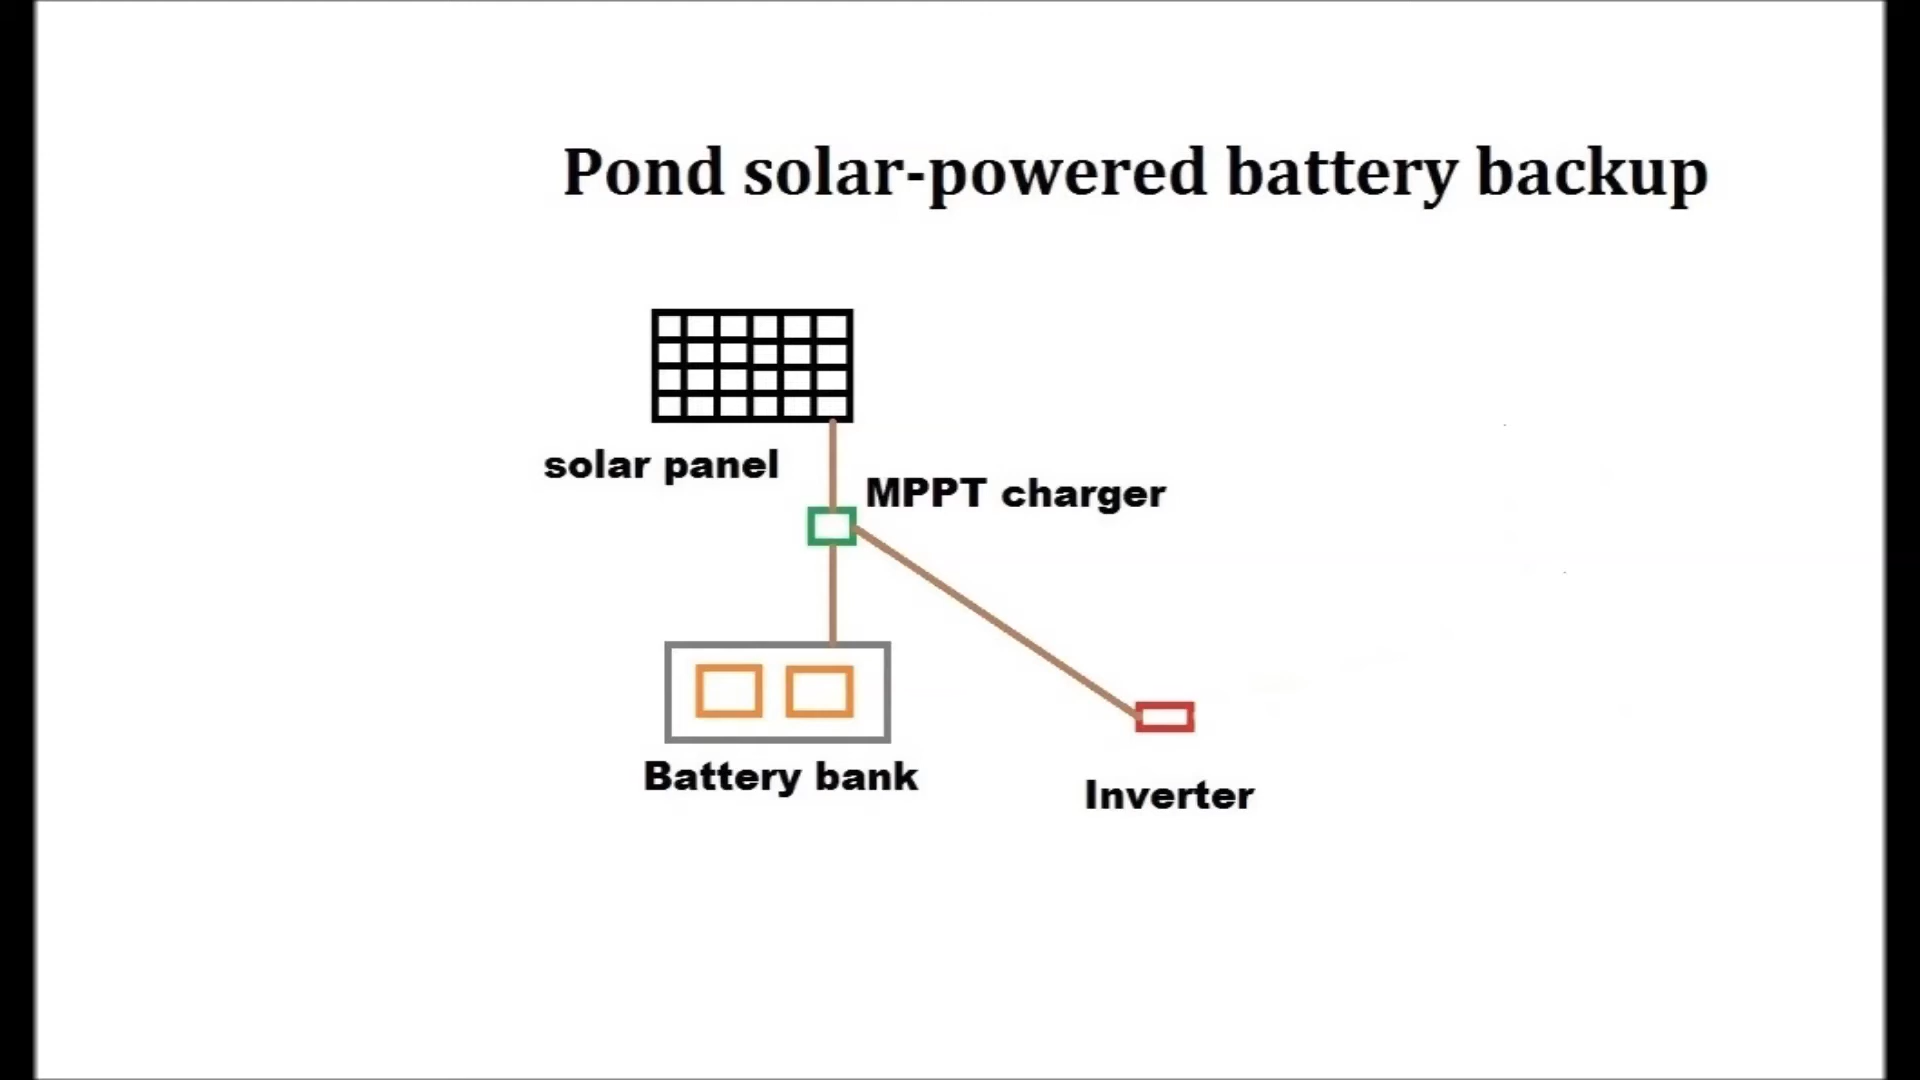 Pond solar-powered battery backup
solar panel
MPPT charger
Battery bank
Inverter